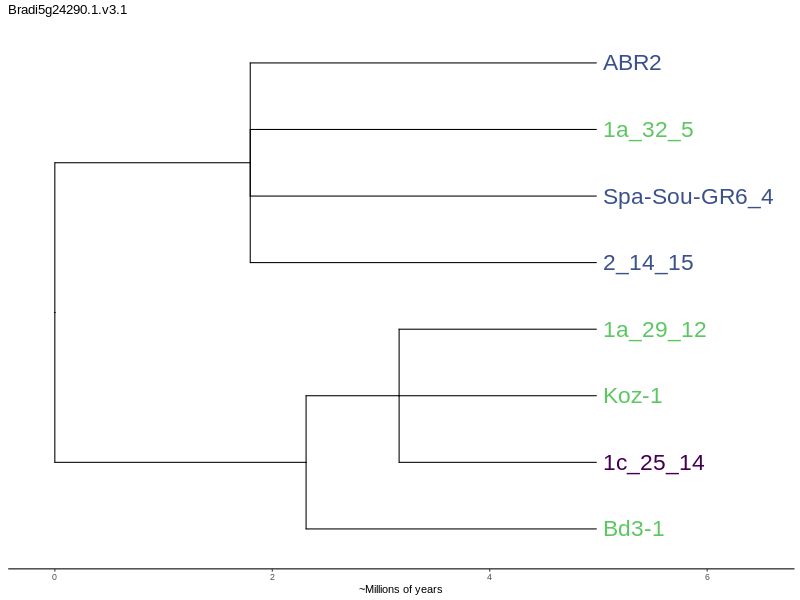 Bradi5g24290.1.v3.1
ABR2
1a_32_5
Spa-Sou-GR6_4
2_14_15
1a_29_12
Koz-1
1c_25_14
Bd3-1
0 2 4 6
~Millions of years